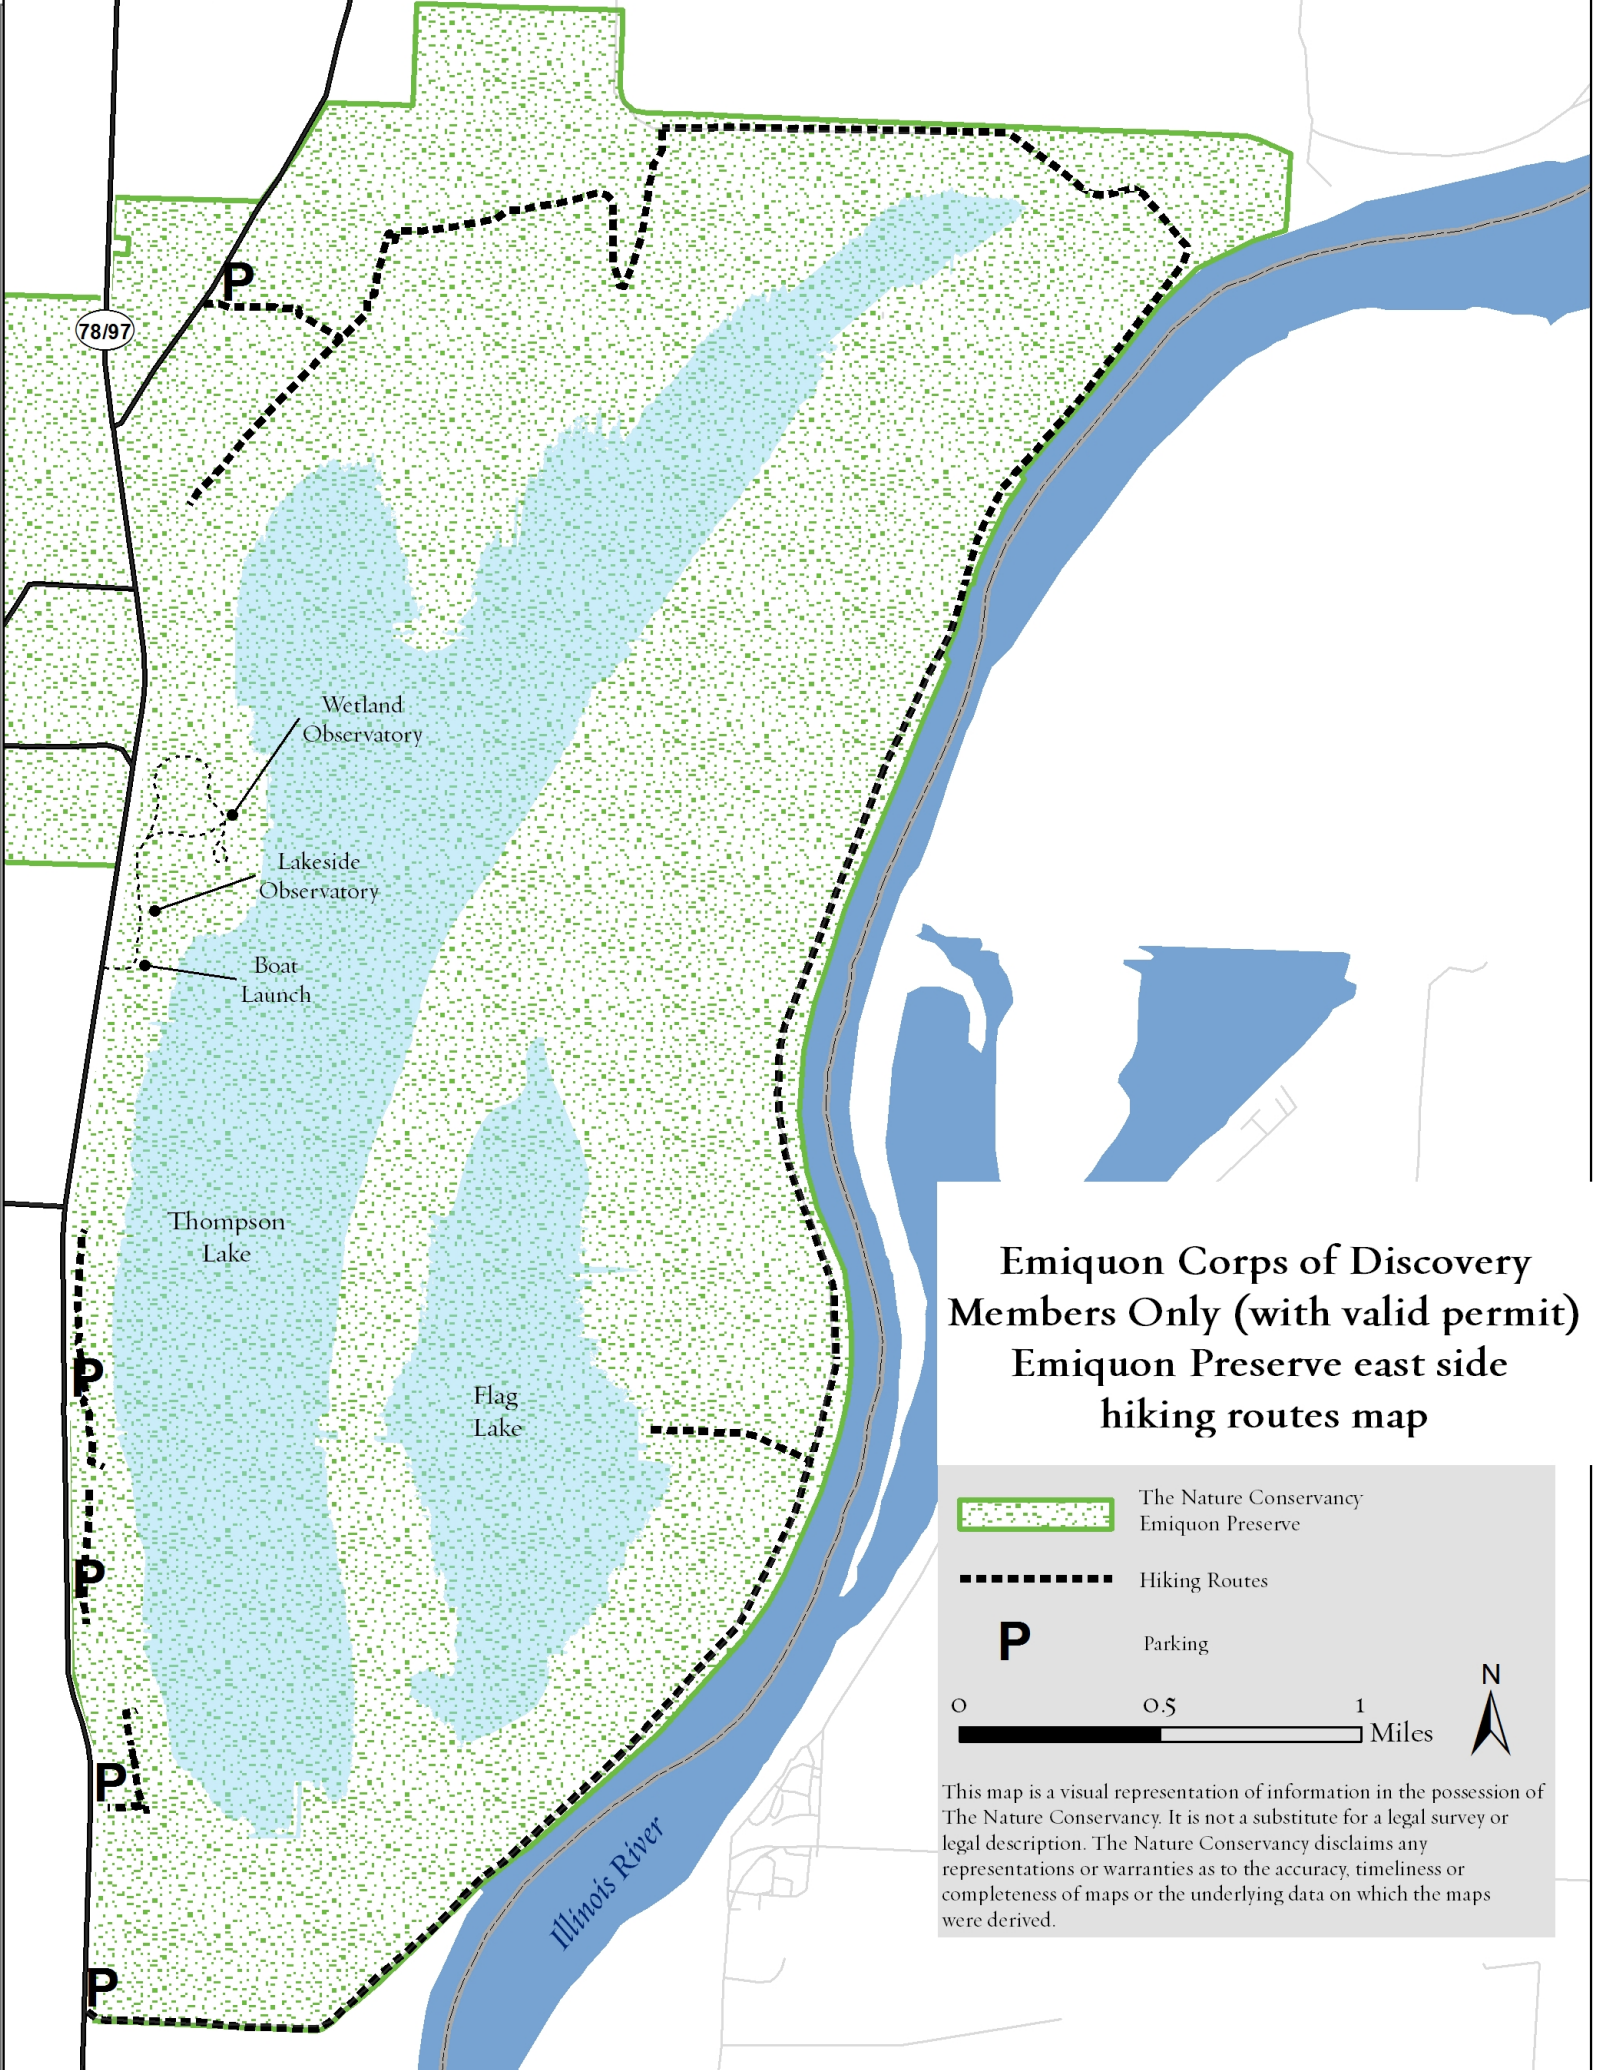 P
78/97
Wetland
Observatory
Lakeside
Observatory
Boat
Launch
Thompson
Lake
P
Flag
Lake
P
P
P
Illinois River
Emiquon Corps of Discovery
Members Only (with valid permit)
Emiquon Preserve east side
hiking routes map
The Nature Conservancy
Emiquon Preserve
Hiking Routes
P Parking
N
0 0.5 1
Miles
This map is a visual representation of information in the possession of
The Nature Conservancy. It is not a substitute for a legal survey or
legal description. The Nature Conservancy disclaims any
representations or warranties as to the accuracy, timeliness or
completeness of maps or the underlying data on which the maps
were derived.